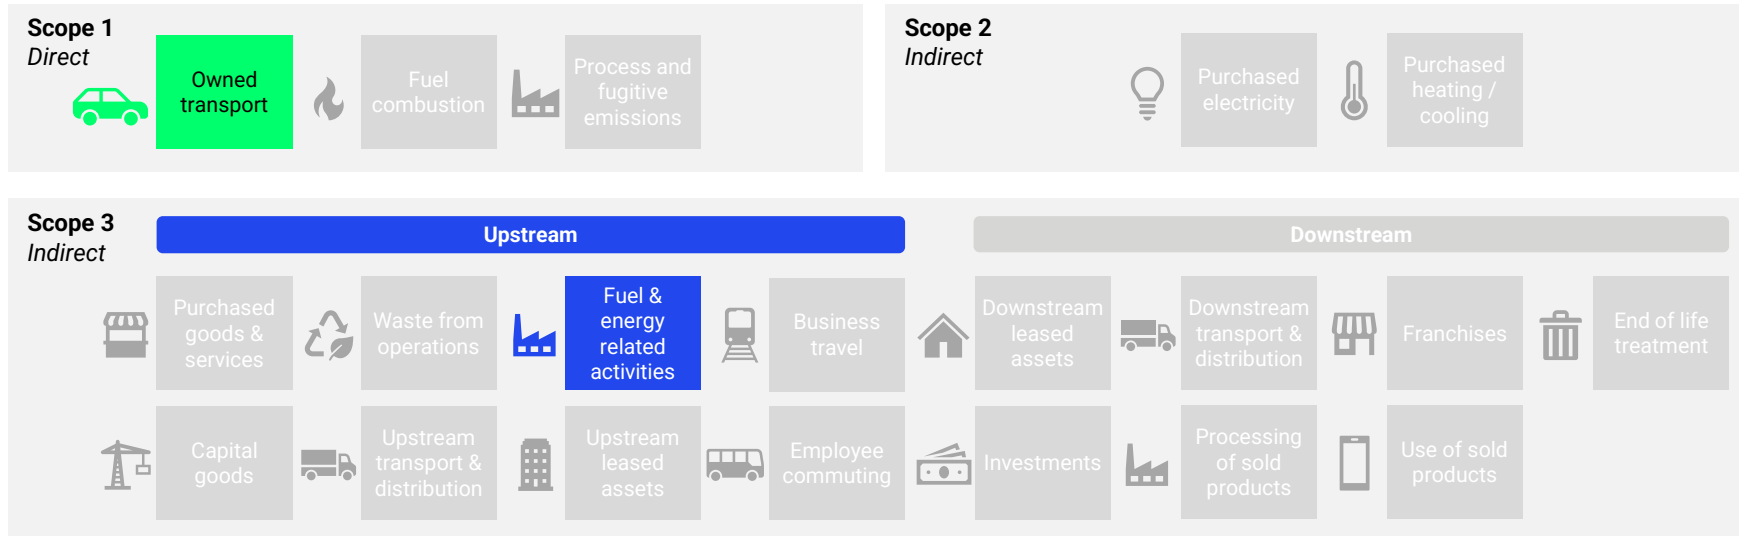 Scope 1
Direct
Owned
transport
Fuel
combustion
Process and
fugitive
emissions
Scope 2
Indirect
Purchased
electricity
Purchased
heating /
cooling
Scope 3
Indirect
Upstream
Downstream
Purchased
goods &
services
Waste from
operations
Fuel &
energy
related
activities
Business
travel
Downstream
leased
assets
Downstream
transport &
distribution
Franchises
End of life
treatment
Capital
goods
Upstream
transport &
distribution
Upstream
leased
assets
Employee
commuting
Investments
Processing
of sold
products
Use of sold
products